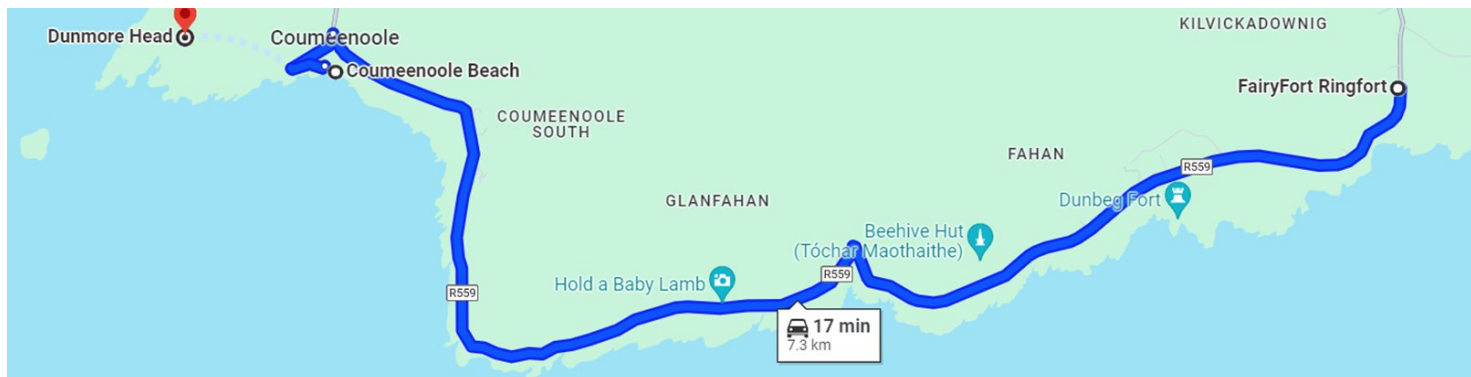 KILVICKADOWNIG
Dunmore Head
Coumeenoole
Coumeenoole Beach
FairyFort Ringfort
COUMEENOOLE
SOUTH
FAHAN
R559
GLANFAHAN
Dunbeg Fort
Beehive Hut
(Tóchar Maothaithe)
R559
Hold a Baby Lamb
R559
17 min
7.3 km